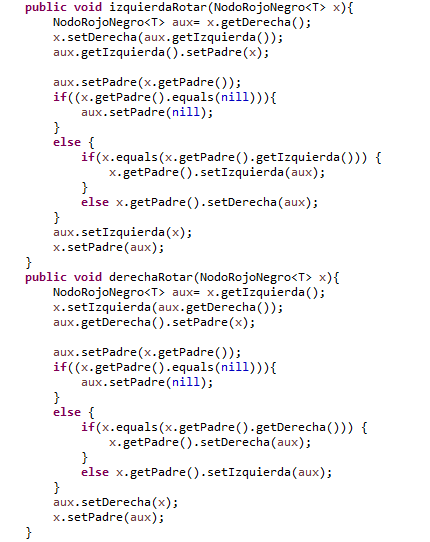 public void izquierdaRotar(NodoRojoNegro<T> x){
    NodoRojoNegro<T> aux= x.getDerecha();
    x.setDerecha(aux.getIzquierda());
    aux.getIzquierda().setPadre(x);

    aux.setPadre(x.getPadre());
    if((x.getPadre().equals(nill))){
        aux.setPadre(nill);
    }
    else {
        if(x.equals(x.getPadre().getIzquierda())) {
            x.getPadre().setIzquierda(aux);
        }
        else x.getPadre().setDerecha(aux);
    }
    aux.setIzquierda(x);
    x.setPadre(aux);
}
public void derechaRotar(NodoRojoNegro<T> x){
    NodoRojoNegro<T> aux= x.getIzquierda();
    x.setIzquierda(aux.getDerecha());
    aux.getDerecha().setPadre(x);

    aux.setPadre(x.getPadre());
    if((x.getPadre().equals(nill))){
        aux.setPadre(nill);
    }
    else {
        if(x.equals(x.getPadre().getDerecha())) {
            x.getPadre().setDerecha(aux);
        }
        else x.getPadre().setIzquierda(aux);
    }
    aux.setDerecha(x);
    x.setPadre(aux);
}